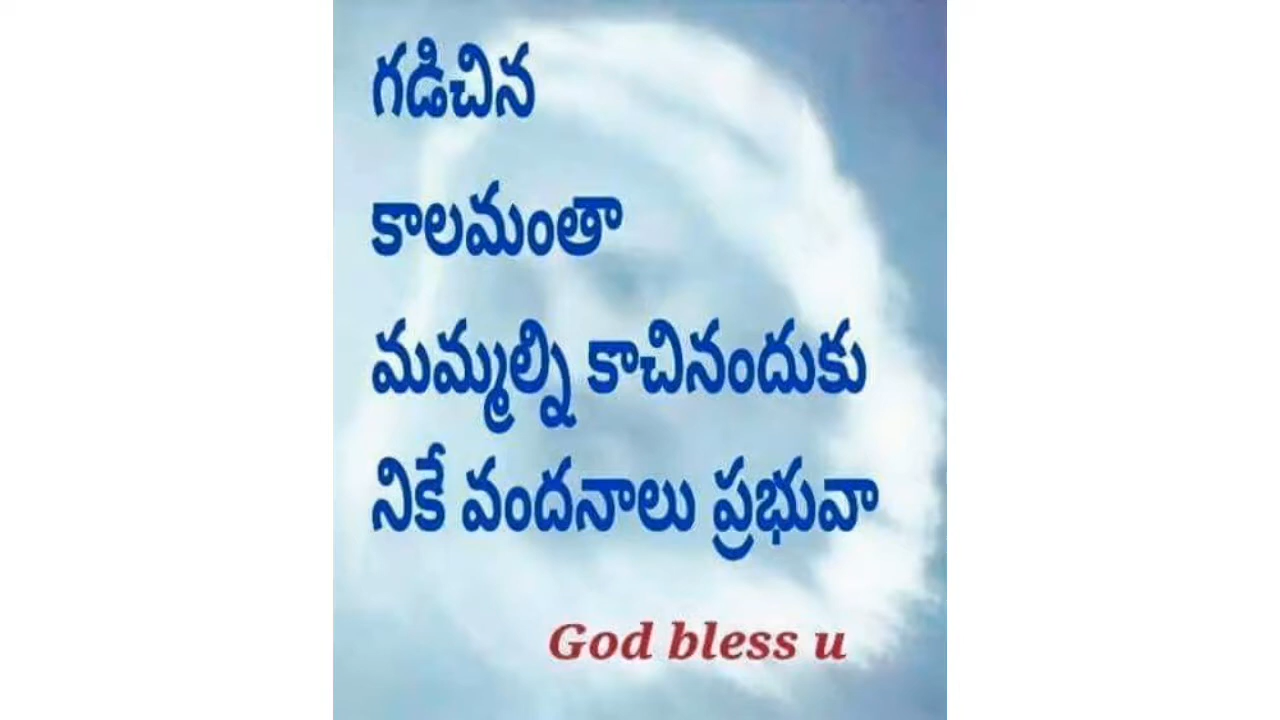 గడిచిన
కాలమంతా
మమ్మల్ని కాచినందుకు
నికే వందనాలు ప్రభువా
God bless u